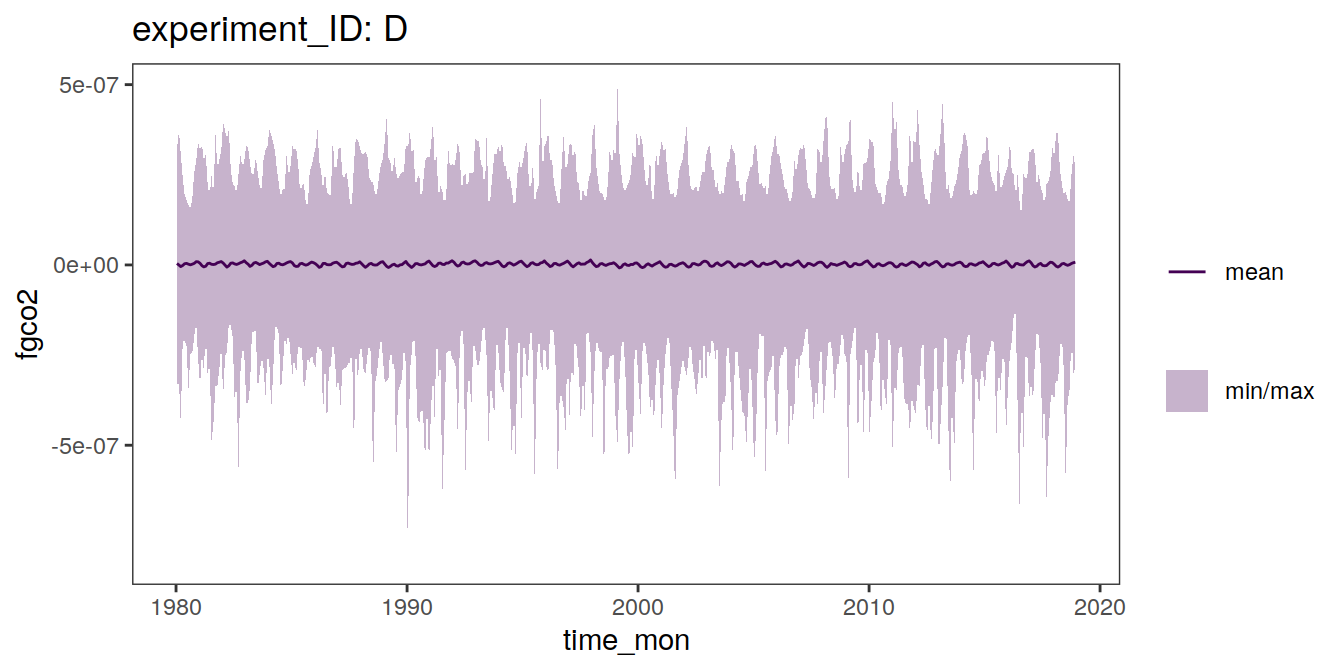 experiment_ID: D
5e-07
0e+00
-5e-07
fgco2
1980
1990
2000
2010
2020
time_mon
mean
min/max